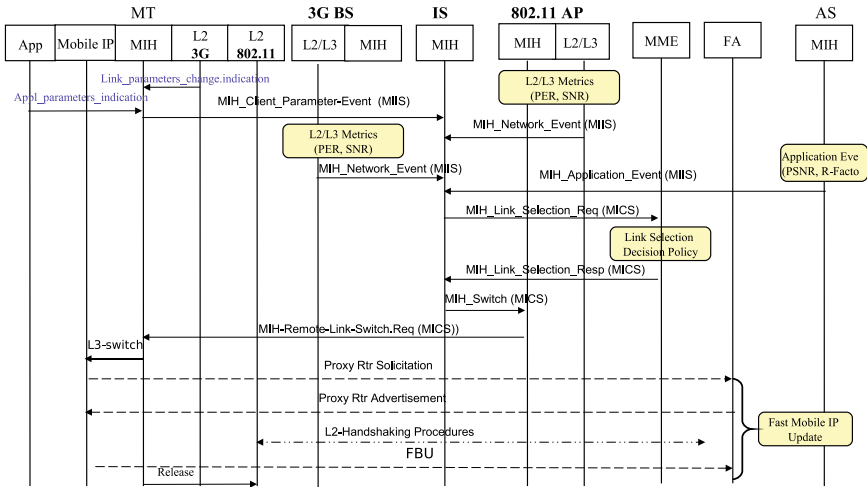 MT
3G BS
IS
802.11 AP
AS
App
Mobile IP
MIH
L2
3G
L2
802.11
L2/L3
MIH
MIH
MIH
L2/L3
MME
FA
MIH
Link_parameters_change.indication
L2/L3 Metrics
(PER, SNR)
Appl_parameters_indication
MIH_Client_Parameter-Event (MIIS)
MIH_Network_Event (MIIS)
L2/L3 Metrics
(PER, SNR)
Application Eve
(PSNR, R-Facto
MIH_Network_Event (MIIS)
MIH_Application_Event (MIIS)
MIH_Link_Selection_Req (MICS)
Link Selection
Decision Policy
MIH_Link_Selection_Resp (MICS)
MIH_Switch (MICS)
MIH-Remote-Link-Switch.Req (MICS))
L3-switch
Proxy Rtr Solicitation
Proxy Rtr Advertisement
Fast Mobile IP
Update
L2-Handshaking Procedures
FBU
Release